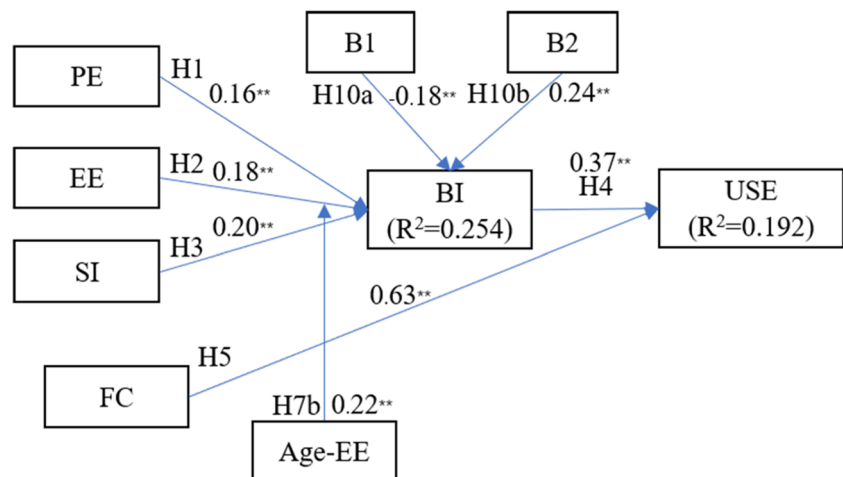 B1
B2
PE
H1
0.16**
H10a
-0.18**
H10b
0.24**
EE
H2
0.18**
BI
(R²=0.254)
0.37**
H4
USE
(R²=0.192)
SI
H3
0.20**
0.63**
FC
H5
H7b
0.22**
Age-EE